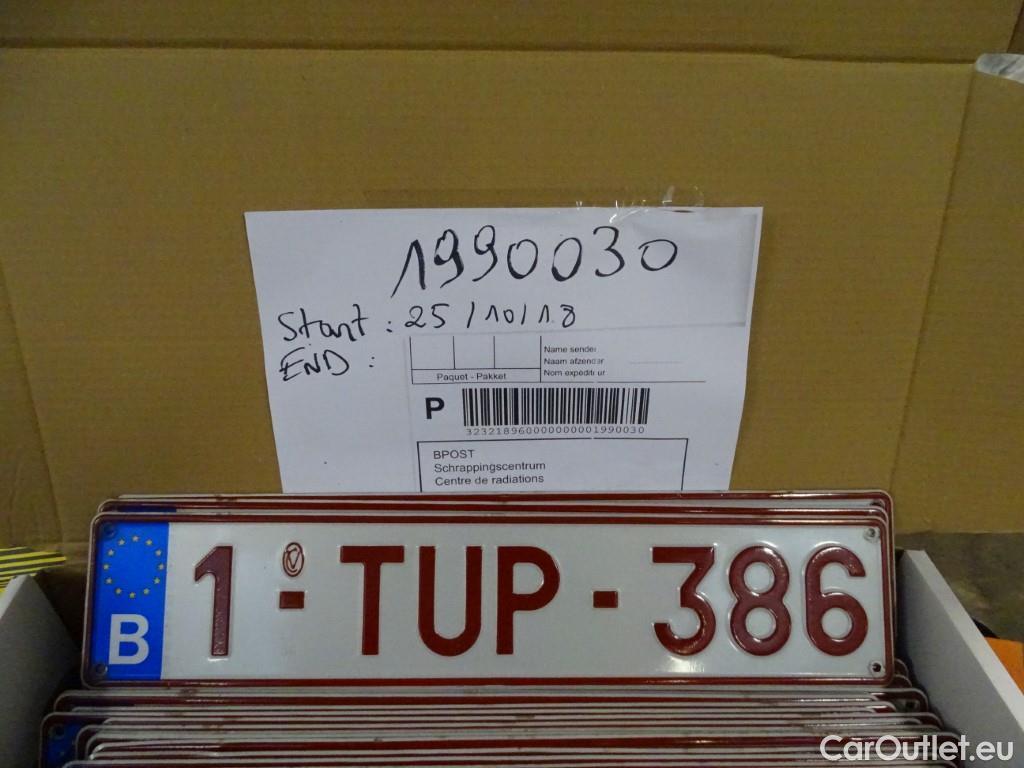 1990030
Start: 25/10/18
END:
Name sender
Naam afzender
Paquet - Pakket
Nom expéditeur
P
323218960000000001990030
BPOST
Schrappingscentrum
Centre de radiations
B 1-TUP-386
CarOutlet.eu